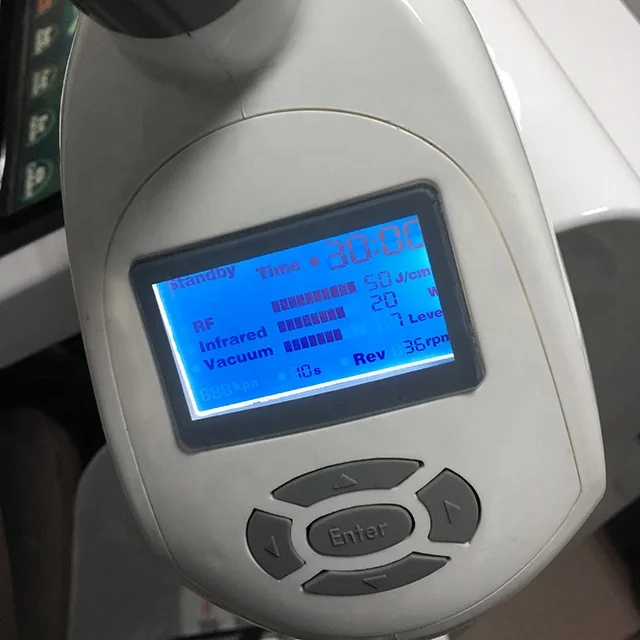 Standby Time 30:00
RF 50 J/cm
Infrared 20 W
Vacuum 7 Level
10s Rev 36rpm
Enter